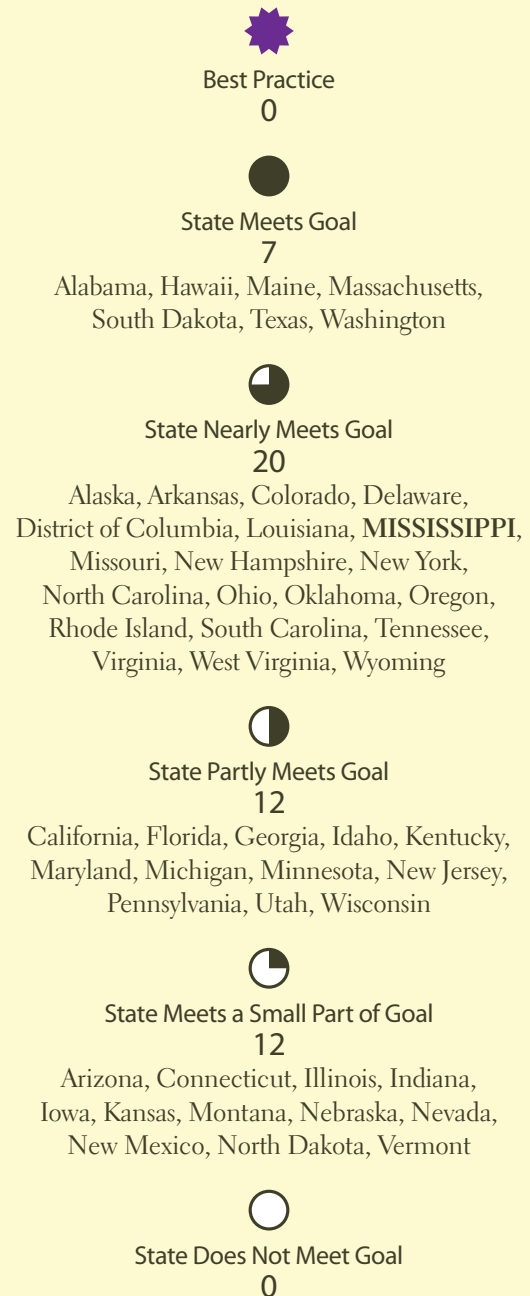 Best Practice
0
State Meets Goal
7
Alabama, Hawaii, Maine, Massachusetts,
South Dakota, Texas, Washington
State Nearly Meets Goal
20
Alaska, Arkansas, Colorado, Delaware,
District of Columbia, Louisiana, MISSISSIPPI,
Missouri, New Hampshire, New York,
North Carolina, Ohio, Oklahoma, Oregon,
Rhode Island, South Carolina, Tennessee,
Virginia, West Virginia, Wyoming
State Partly Meets Goal
12
California, Florida, Georgia, Idaho, Kentucky,
Maryland, Michigan, Minnesota, New Jersey,
Pennsylvania, Utah, Wisconsin
State Meets a Small Part of Goal
12
Arizona, Connecticut, Illinois, Indiana,
Iowa, Kansas, Montana, Nebraska, Nevada,
New Mexico, North Dakota, Vermont
State Does Not Meet Goal
0